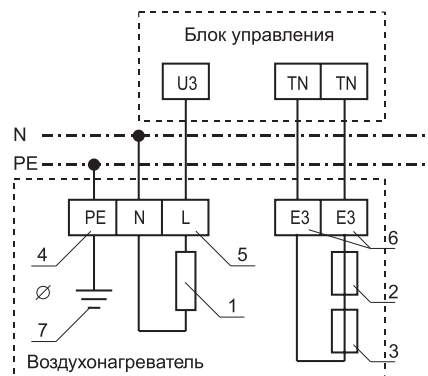 Блок управления
U3 TN TN
N
PE
PE N L E3 E3
4 5 6
1 2
7 3
Воздухонагреватель